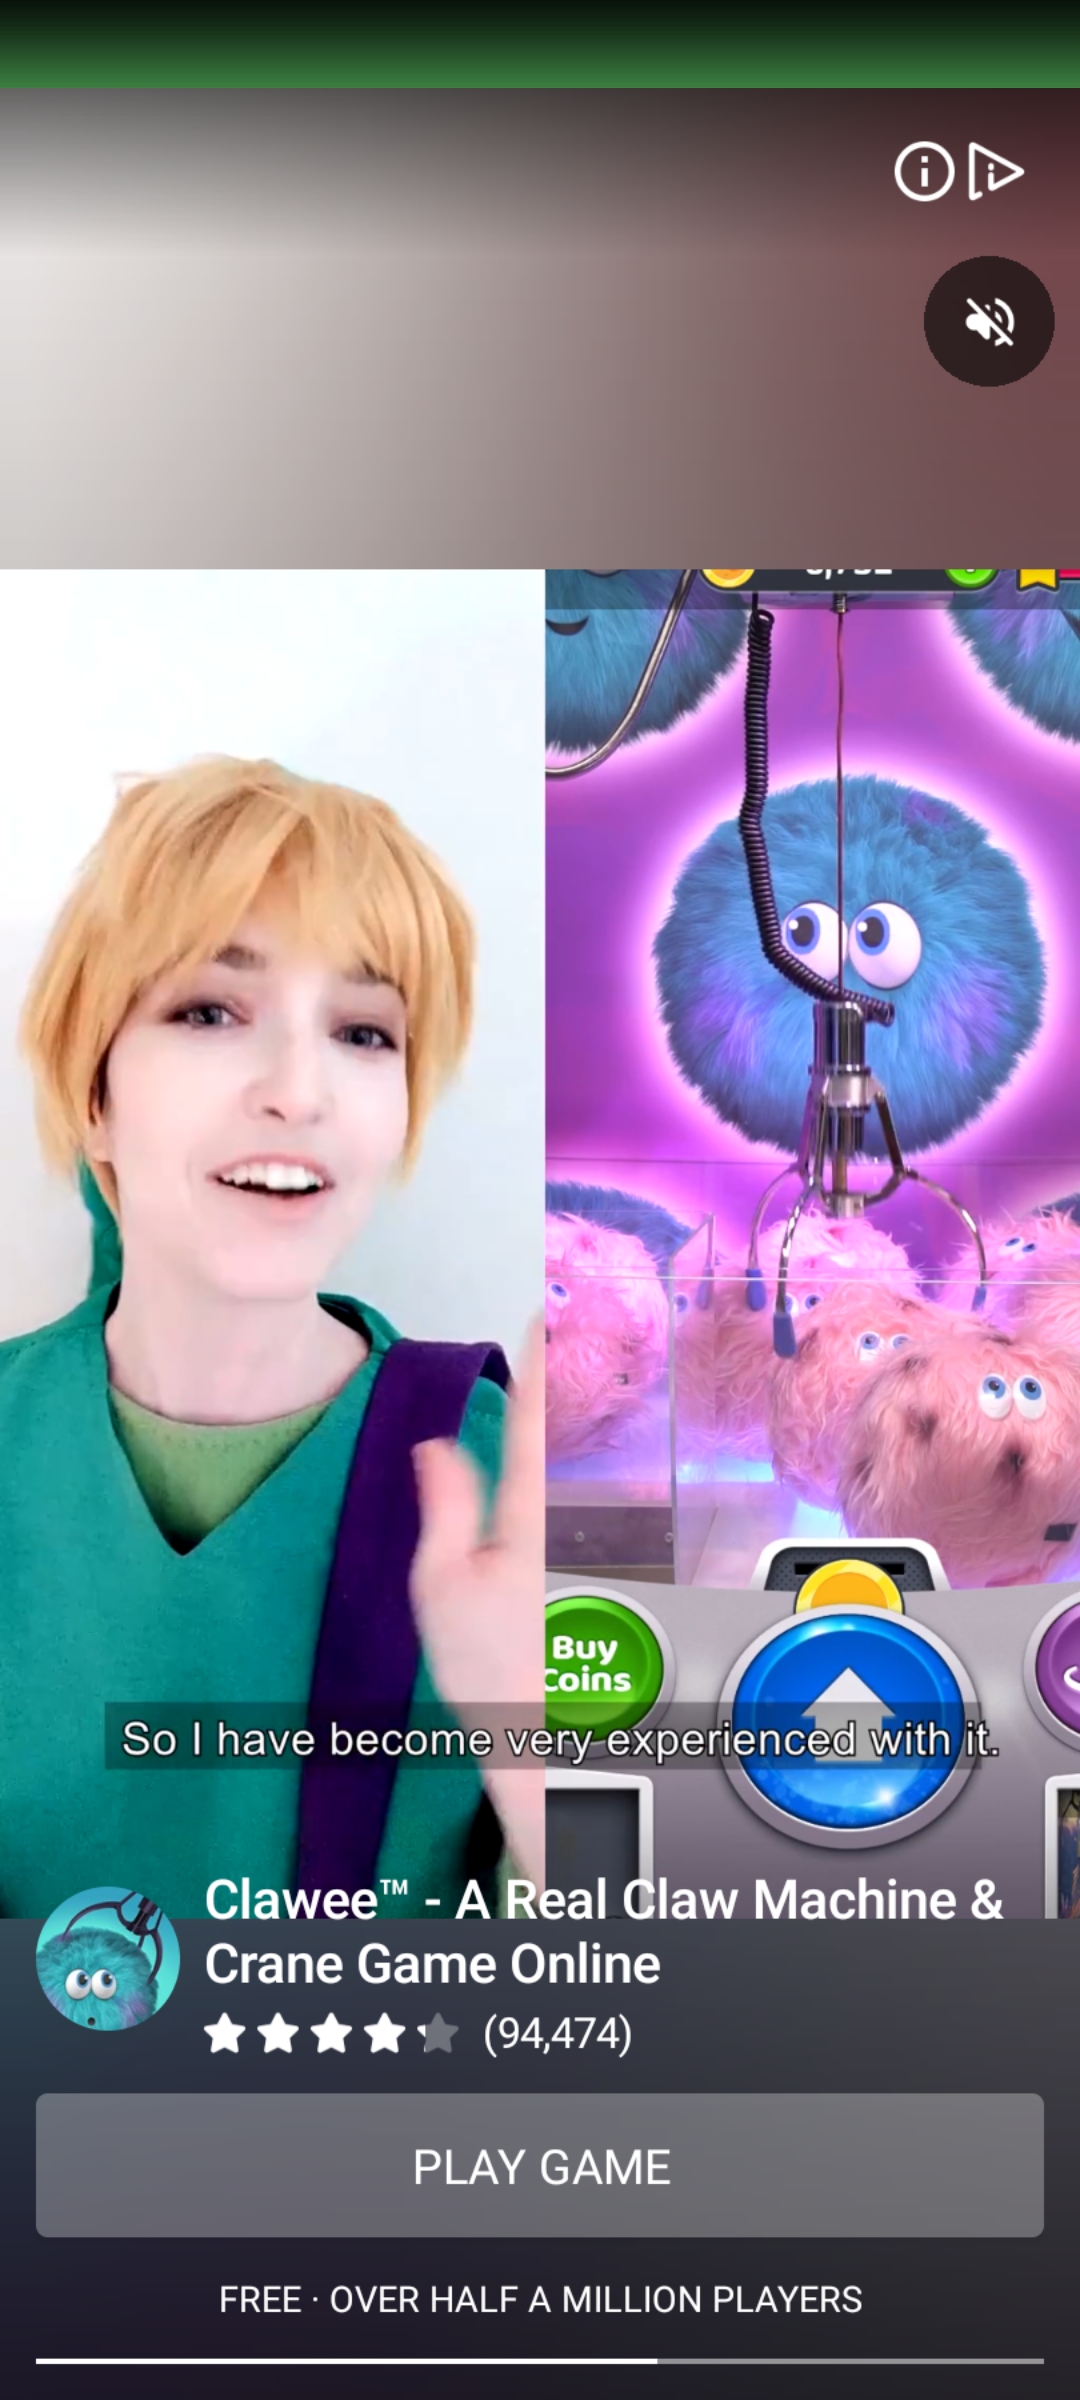 Buy
Coins
So I have become very experienced with it.
Clawee™ - A Real Claw Machine &
Crane Game Online
(94,474)
PLAY GAME
FREE · OVER HALF A MILLION PLAYERS